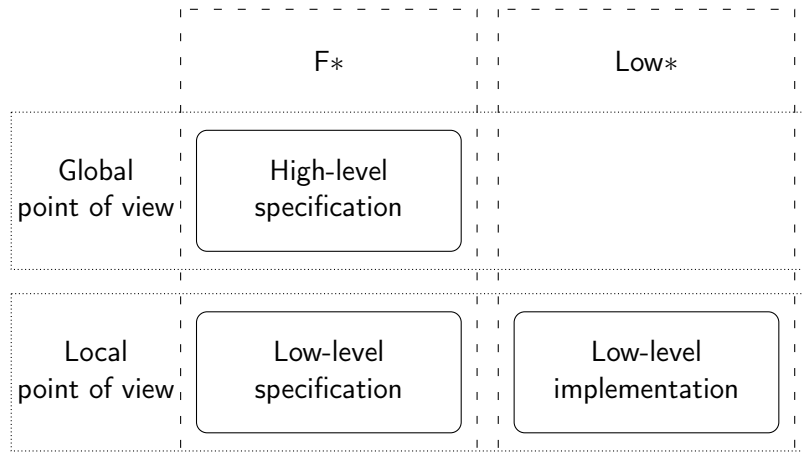 F* Low*
Global
point of view
High-level
specification
Local
point of view
Low-level
specification
Low-level
implementation